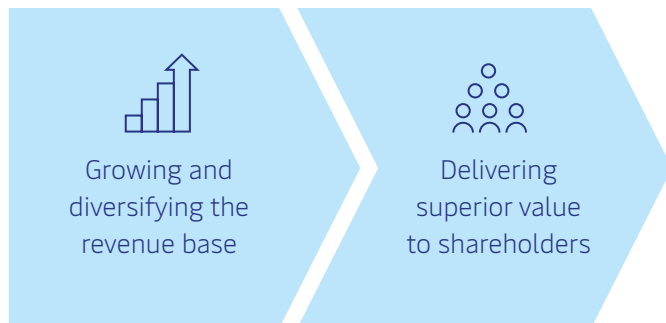 Growing and
diversifying the
revenue base
Delivering
superior value
to shareholders